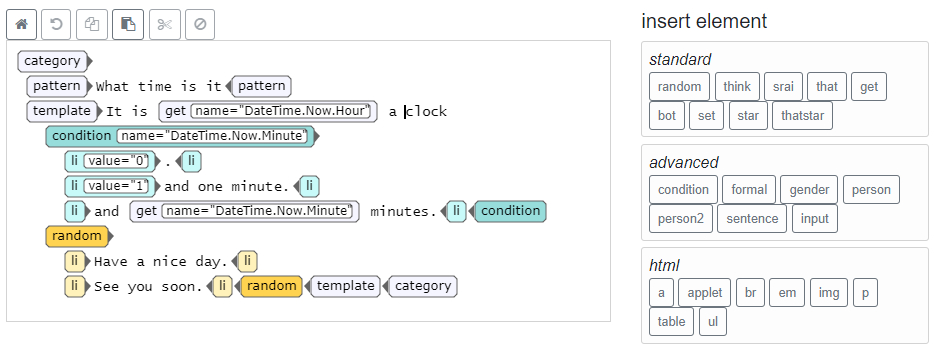 category
pattern What time is it pattern
template It is get name="DateTime.Now.Hour" a clock
condition name="DateTime.Now.Minute"
li value="0" . li
li value="1" and one minute. li
li and get name="DateTime.Now.Minute" minutes. li condition
random
li Have a nice day. li
li See you soon. li random template category
insert element
standard
random think srai that get
bot set star thatstar
advanced
condition formal gender person
person2 sentence input
html
a applet br em img p
table ul